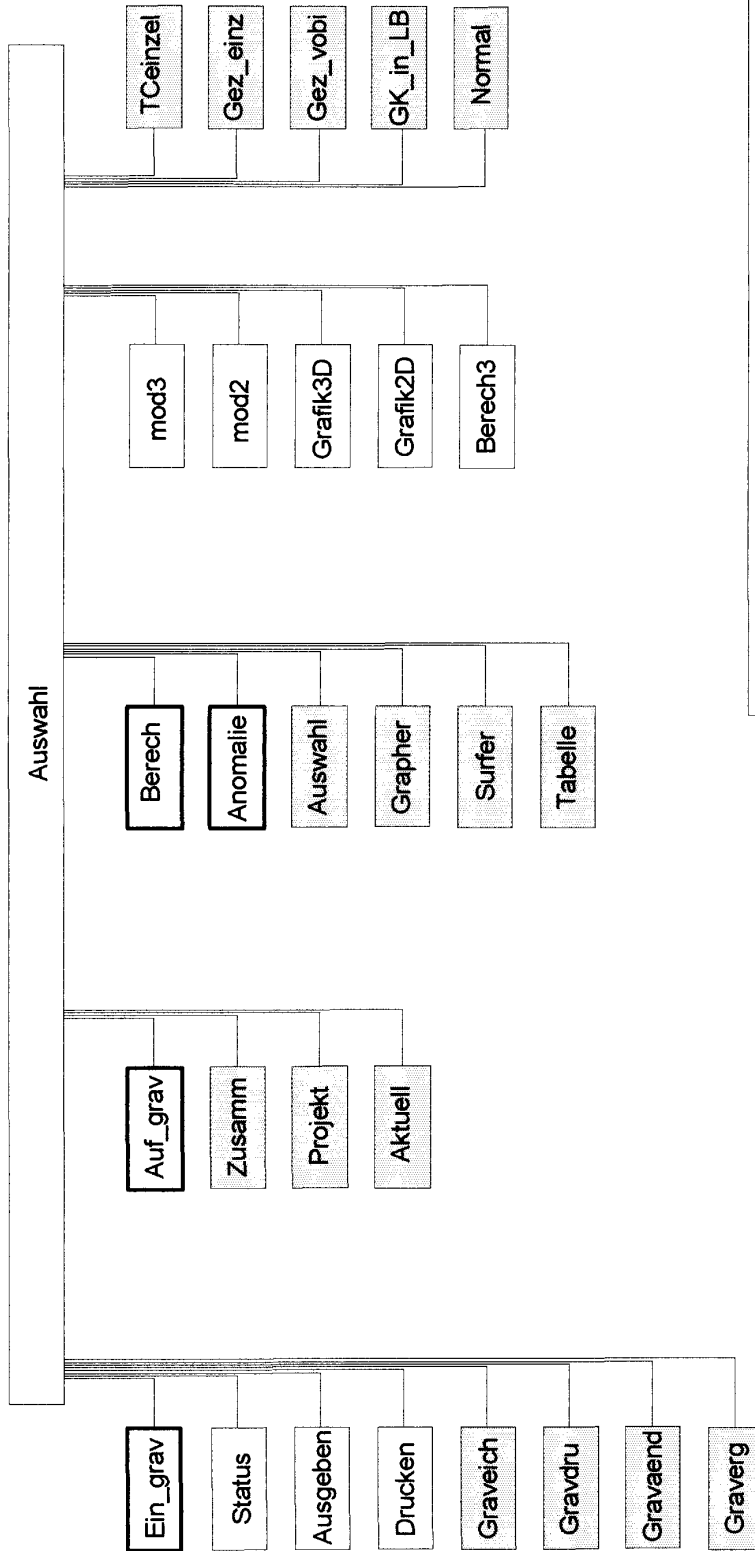 Auswahl
Ein_grav
Status
Ausgeben
Drucken
Graveich
Gravdru
Gravaend
Graverg
Auf_grav
Zusamm
Projekt
Aktuell
Berech
Anomalie
Auswahl
Grapher
Surfer
Tabelle
mod3
mod2
Grafik3D
Grafik2D
Berech3
TCeinzel
Gez_einz
Gez_vobi
GK_in_LB
Normal